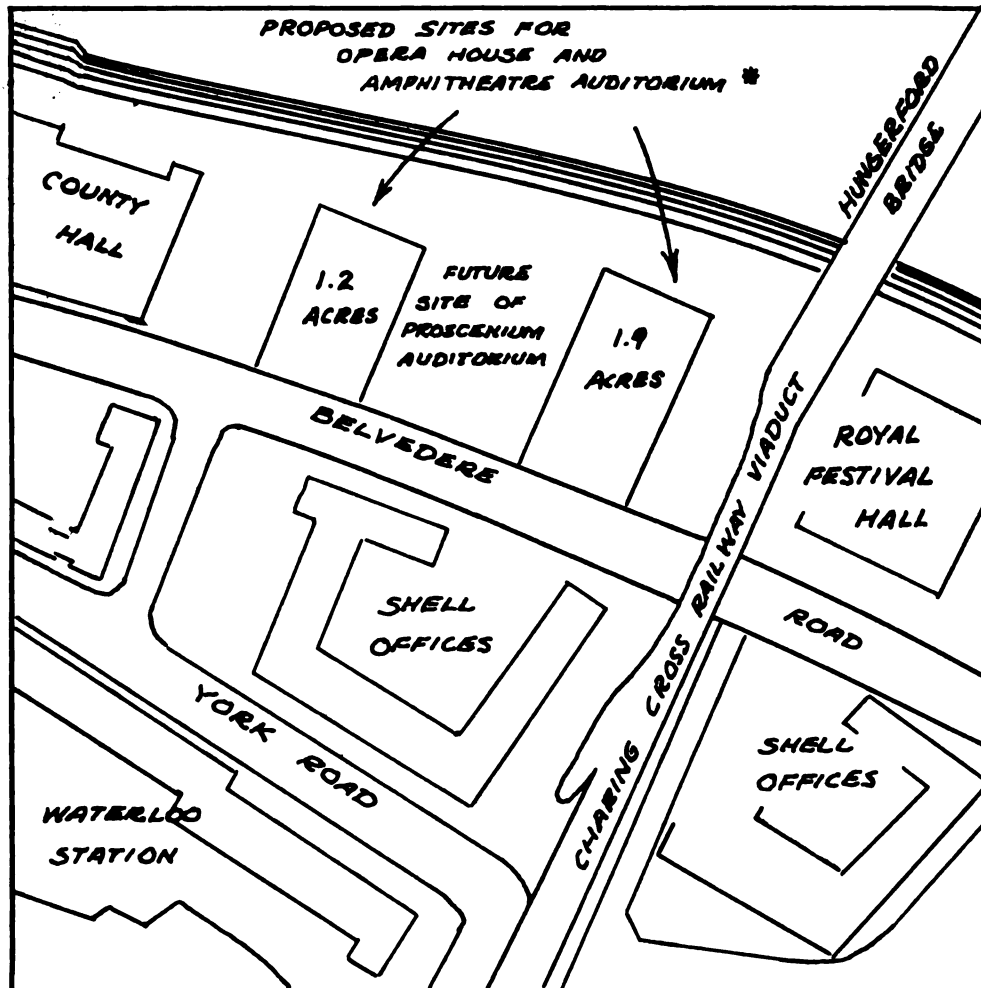 PROPOSED SITES FOR
OPERA HOUSE AND
AMPHITHEATRE AUDITORIUM *
HUNGERFORD
BRIDGE
COUNTY
HALL
1.2
ACRES
FUTURE
SITE OF
PROSCENIUM
AUDITORIUM
1.9
ACRES
BELVEDERE
ROAD
ROYAL
FESTIVAL
HALL
CHARING CROSS RAILWAY VIADUCT
SHELL
OFFICES
YORK ROAD
SHELL
OFFICES
WATERLOO
STATION